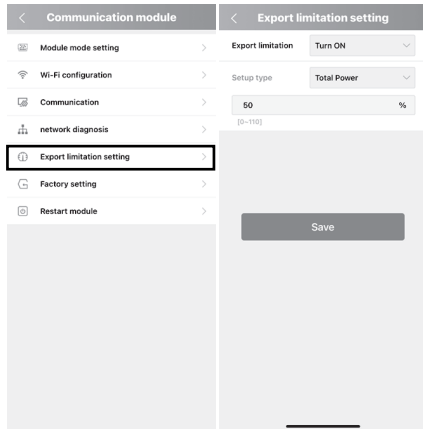 Communication module
Module mode setting
Wi-Fi configuration
Communication
network diagnosis
Export limitation setting
Factory setting
Restart module
Export limitation setting
Export limitation Turn ON
Setup type Total Power
50 %
[0~110]
Save